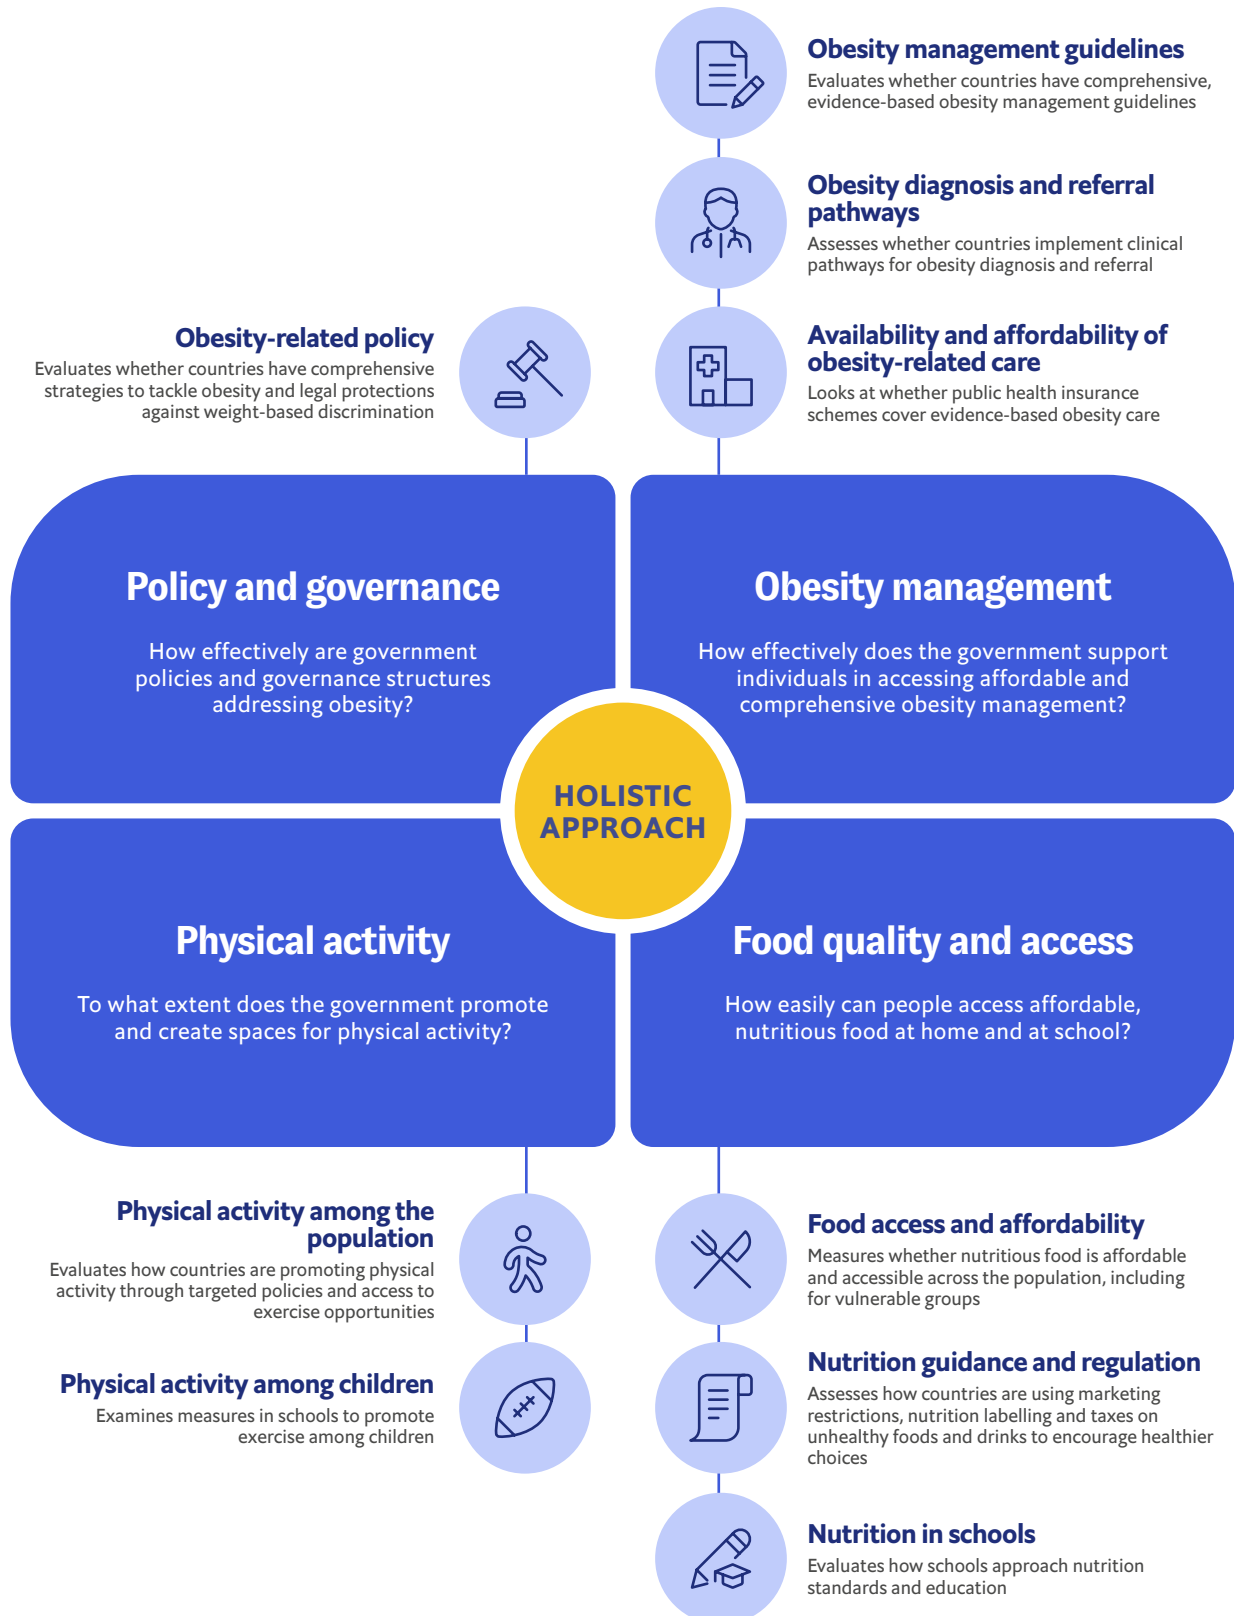 Obesity management guidelines
Evaluates whether countries have comprehensive,
evidence-based obesity management guidelines
Obesity diagnosis and referral
pathways
Assesses whether countries implement clinical
pathways for obesity diagnosis and referral
Obesity-related policy
Evaluates whether countries have comprehensive
strategies to tackle obesity and legal protections
against weight-based discrimination
Availability and affordability of
obesity-related care
Looks at whether public health insurance
schemes cover evidence-based obesity care
Policy and governance
How effectively are government
policies and governance structures
addressing obesity?
Obesity management
How effectively does the government support
individuals in accessing affordable and
comprehensive obesity management?
HOLISTIC
APPROACH
Physical activity
To what extent does the government promote
and create spaces for physical activity?
Food quality and access
How easily can people access affordable,
nutritious food at home and at school?
Physical activity among the
population
Evaluates how countries are promoting physical
activity through targeted policies and access to
exercise opportunities
Food access and affordability
Measures whether nutritious food is affordable
and accessible across the population, including
for vulnerable groups
Physical activity among children
Examines measures in schools to promote
exercise among children
Nutrition guidance and regulation
Assesses how countries are using marketing
restrictions, nutrition labelling and taxes on
unhealthy foods and drinks to encourage healthier
choices
Nutrition in schools
Evaluates how schools approach nutrition
standards and education